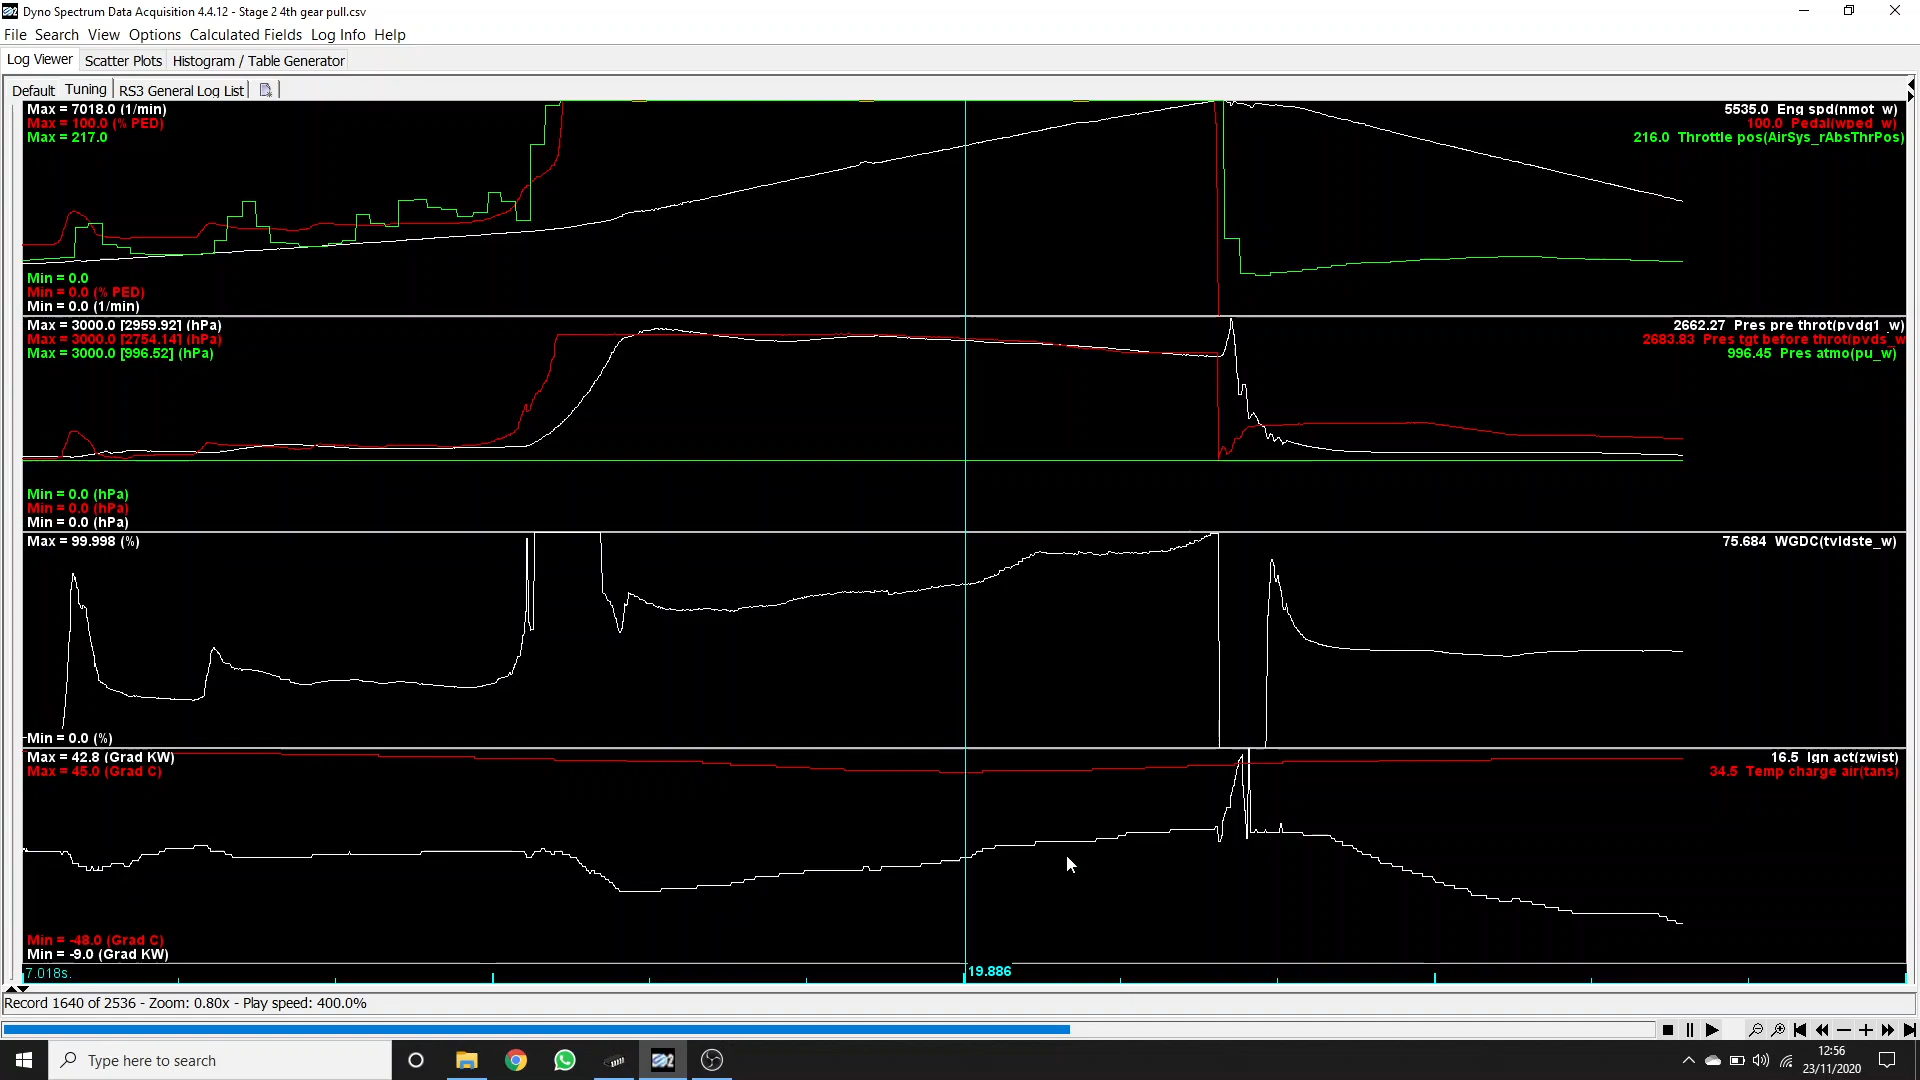 Dyno Spectrum Data Acquisition 4.4.12 - Stage 2 4th gear pull.csv
File Search View Options Calculated Fields Log Info Help
Log Viewer Scatter Plots Histogram / Table Generator
Default Tuning RS3 General Log List
Max = 7018.0 (1/min) 5535.0 Eng spd(nmot_w)
Max = 100.0 (% PED) 100.0 Pedal(wped_w)
Max = 217.0 216.0 Throttle pos(AirSys_rAbsThrPos)
Min = 0.0
Min = 0.0 (% PED)
Min = 0.0 (1/min)
Max = 3000.0 [2959.92] (hPa) 2662.27 Pres pre throt(pvdg1_w)
Max = 3000.0 [2754.14] (hPa) 2683.83 Pres tgt before throt(pvds_w
Max = 3000.0 [996.52] (hPa) 996.45 Pres atmo(pu_w)
Min = 0.0 (hPa)
Min = 0.0 (hPa)
Min = 0.0 (hPa)
Max = 99.998 (%) 75.684 WGDC(tvldste_w)
Min = 0.0 (%)
Max = 42.8 (Grad KW) 16.5 Ign act(zwist)
Max = 45.0 (Grad C) 34.5 Temp charge air(tans)
Min = -48.0 (Grad C)
Min = -9.0 (Grad KW)
7.018s. 19.886
Record 1640 of 2536 - Zoom: 0.80x - Play speed: 400.0%
Type here to search
12:56
23/11/2020